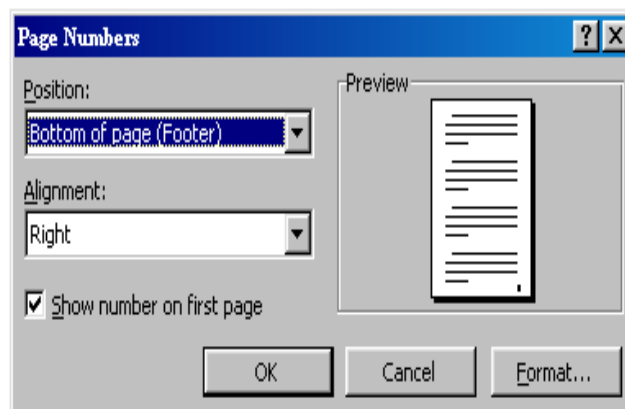 Page Numbers
Position:
Bottom of page (Footer)
Alignment:
Right
Show number on first page
Preview
OK
Cancel
Format...